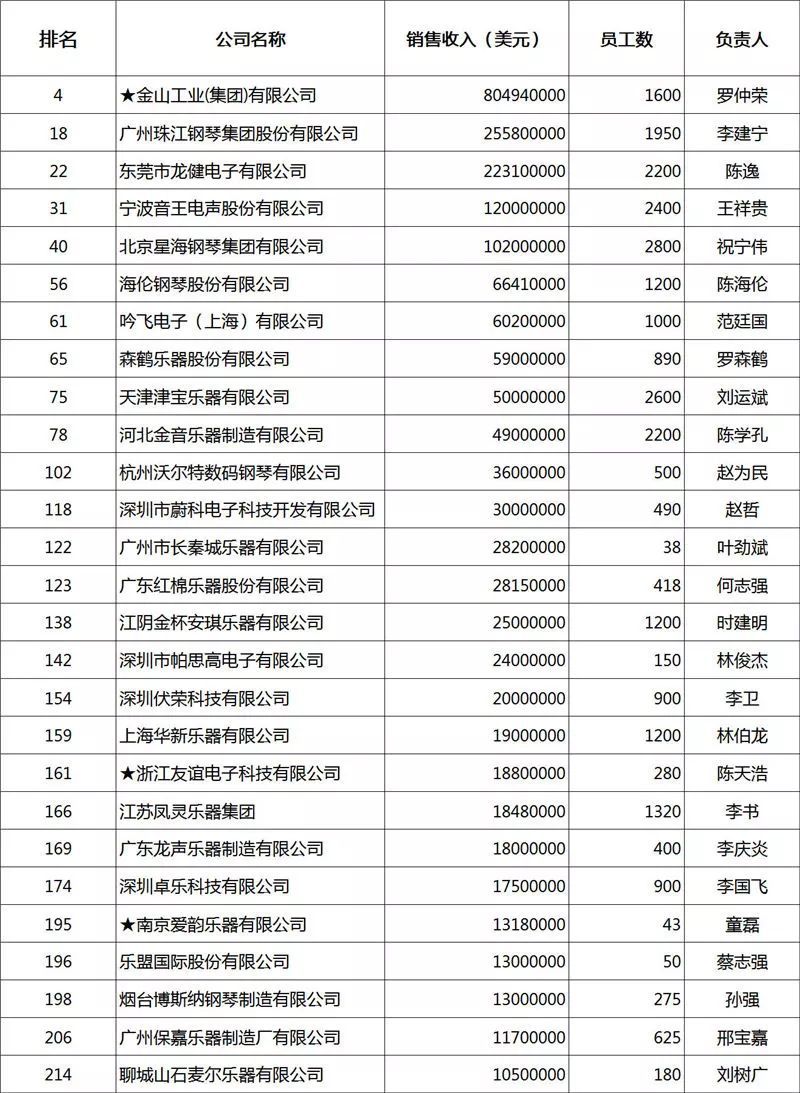 排名 公司名称 销售收入（美元） 员工数 负责人
4 ★金山工业(集团)有限公司 804940000 1600 罗仲荣
18 广州珠江钢琴集团股份有限公司 255800000 1950 李建宁
22 东莞市龙健电子有限公司 223100000 2200 陈逸
31 宁波音王电声股份有限公司 120000000 2400 王祥贵
40 北京星海钢琴集团有限公司 102000000 2800 祝宁伟
56 海伦钢琴股份有限公司 66410000 1200 陈海伦
61 吟飞电子（上海）有限公司 60200000 1000 范廷国
65 森鹤乐器股份有限公司 59000000 890 罗森鹤
75 天津津宝乐器有限公司 50000000 2600 刘运斌
78 河北金音乐器制造有限公司 49000000 2200 陈学孔
102 杭州沃尔特数码钢琴有限公司 36000000 500 赵为民
118 深圳市蔚科电子科技开发有限公司 30000000 490 赵哲
122 广州市长秦城乐器有限公司 28200000 38 叶劲斌
123 广东红棉乐器股份有限公司 28150000 418 何志强
138 江阴金杯安琪乐器有限公司 25000000 1200 时建明
142 深圳市帕思高电子有限公司 24000000 150 林俊杰
154 深圳伏荣科技有限公司 20000000 900 李卫
159 上海华新乐器有限公司 19000000 1200 林伯龙
161 ★浙江友谊电子科技有限公司 18800000 280 陈天浩
166 江苏凤灵乐器集团 18480000 1320 李书
169 广东龙声乐器制造有限公司 18000000 400 李庆炎
174 深圳卓乐科技有限公司 17500000 900 李国飞
195 ★南京爱韵乐器有限公司 13180000 43 童磊
196 乐盟国际股份有限公司 13000000 50 蔡志强
198 烟台博斯纳钢琴制造有限公司 13000000 275 孙强
206 广州保嘉乐器制造厂有限公司 11700000 625 邢宝嘉
214 聊城山石麦尔乐器有限公司 10500000 180 刘树广